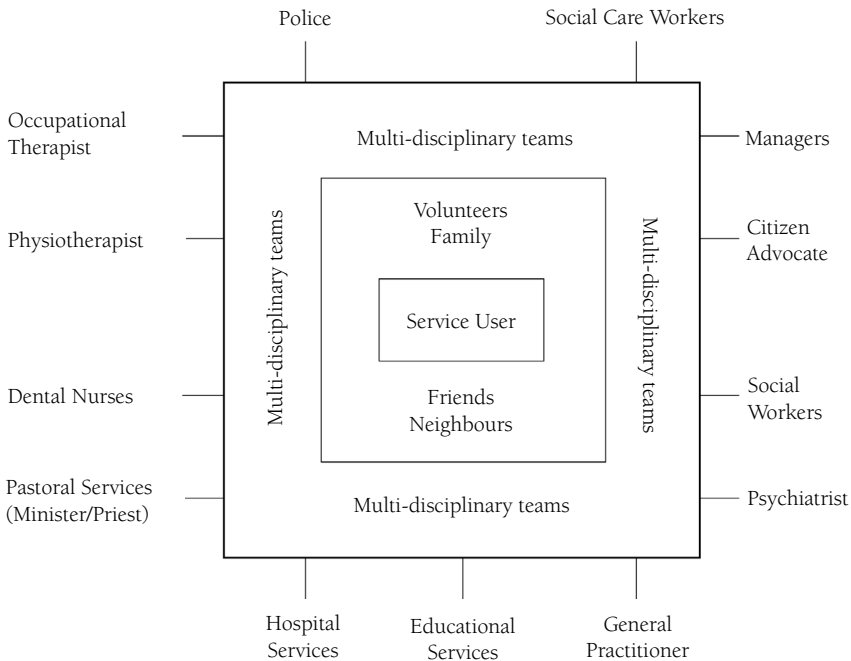 Police
Social Care Workers
Occupational
Therapist
Multi-disciplinary teams
Managers
Volunteers
Family
Physiotherapist
Multi-disciplinary teams
Multi-disciplinary teams
Citizen
Advocate
Service User
Dental Nurses
Friends
Neighbours
Social
Workers
Pastoral Services
(Minister/Priest)
Multi-disciplinary teams
Psychiatrist
Hospital
Services
Educational
Services
General
Practitioner